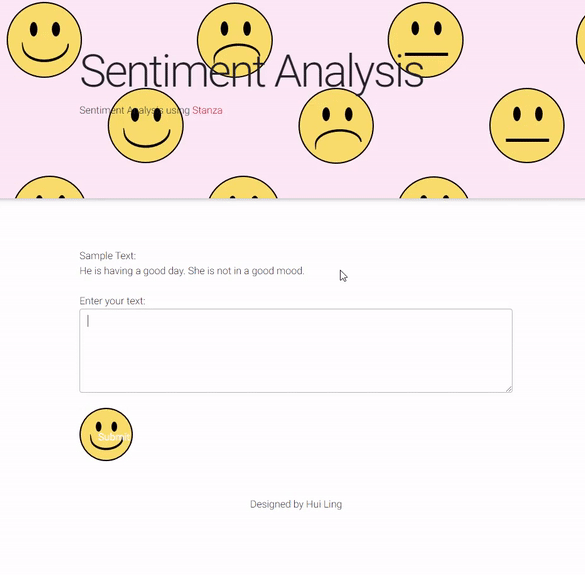 Sentiment Analysis
Sentiment Analysis using Stanza
Sample Text:
He is having a good day. She is not in a good mood.
Enter your text:
Submit
Designed by Hui Ling